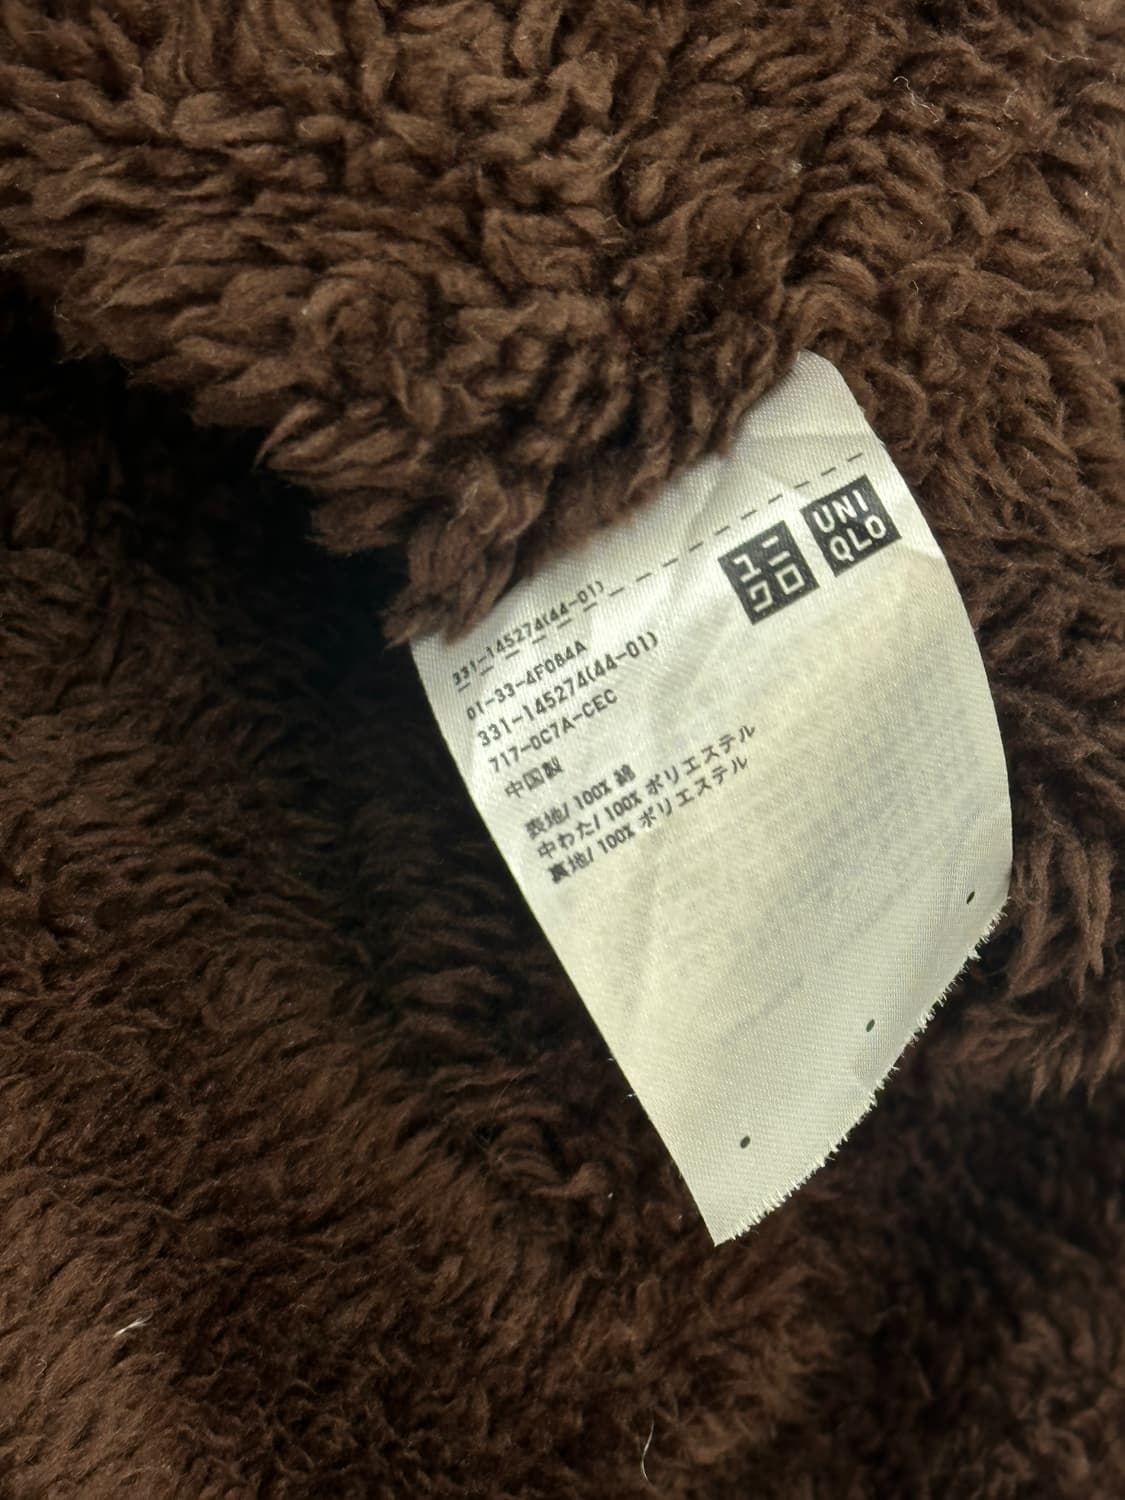 ユニ
クロ
UNI
QLO
331-145274(44-01)
01-33-4F084A
331-145274(44-01)
717-0C7A-CEC
中国製
表地/ 100% 綿
中わた/ 100% ポリエステル
裏地/ 100% ポリエステル